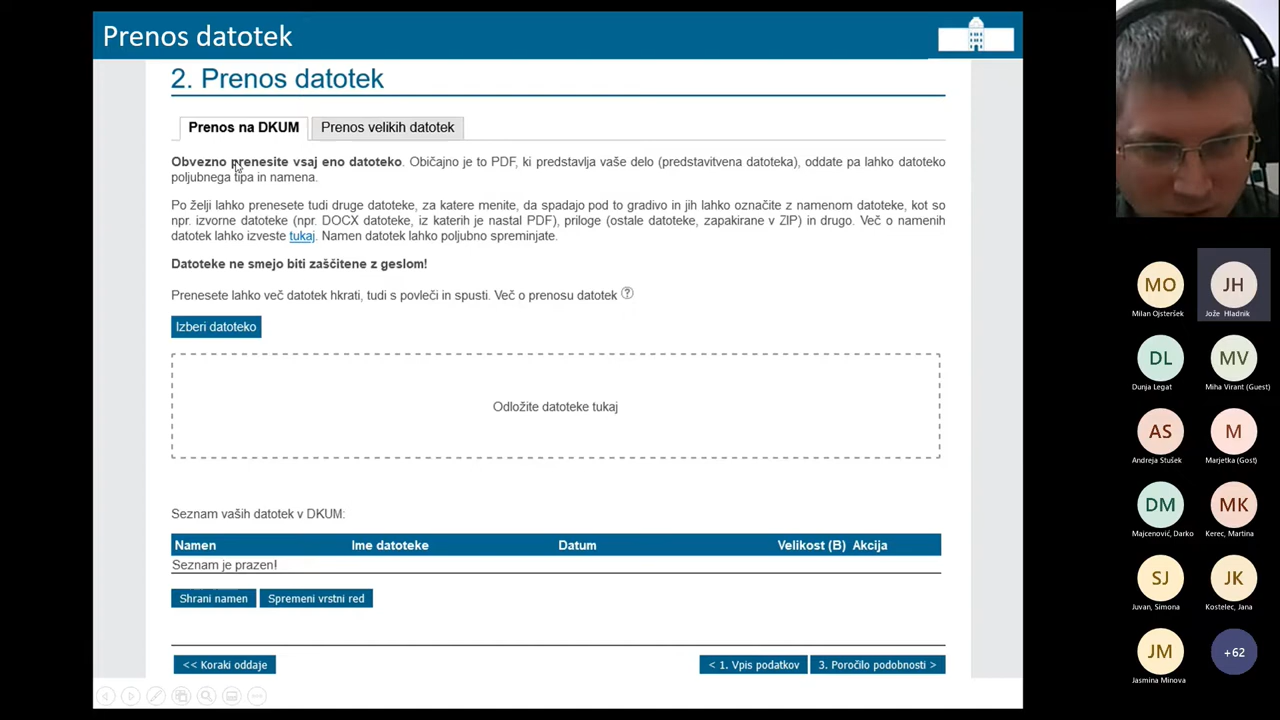 Prenos datotek
2. Prenos datotek
Prenos na DKUM
Prenos velikih datotek
Obvezno prenesite vsaj eno datoteko. Običajno je to PDF, ki predstavlja vaše delo (predstavitvena datoteka), oddate pa lahko datoteko
poljubnega tipa in namena.
Po želji lahko prenesete tudi druge datoteke, za katere menite, da spadajo pod to gradivo in jih lahko označite z namenom datoteke, kot so
npr. izvorne datoteke (npr. DOCX datoteke, iz katerih je nastal PDF), priloge (ostale datoteke, zapakirane v ZIP) in drugo. Več o namenih
datotek lahko izveste tukaj. Namen datotek lahko poljubno spreminjate.
Datoteke ne smejo biti zaščitene z geslom!
Prenesete lahko več datotek hkrati, tudi s povleči in spusti. Več o prenosu datotek ?
Izberi datoteko
Odložite datoteke tukaj
Seznam vaših datotek v DKUM:
Namen Ime datoteke Datum Velikost (B) Akcija
Seznam je prazen!
Shrani namen Spremeni vrstni red
<< Koraki oddaje < 1. Vpis podatkov 3. Poročilo podobnosti >
MO JH
Milan Ojsteršek Jože Hladnik
DL MV
Dunja Legat Miha Virant (Guest)
AS M
Andreja Stušek Marjetka (Gost)
DM MK
Majcenović, Darko Kerec, Martina
SJ JK
Juvan, Simona Kostelec, Jana
JM +62
Jasmina Minova